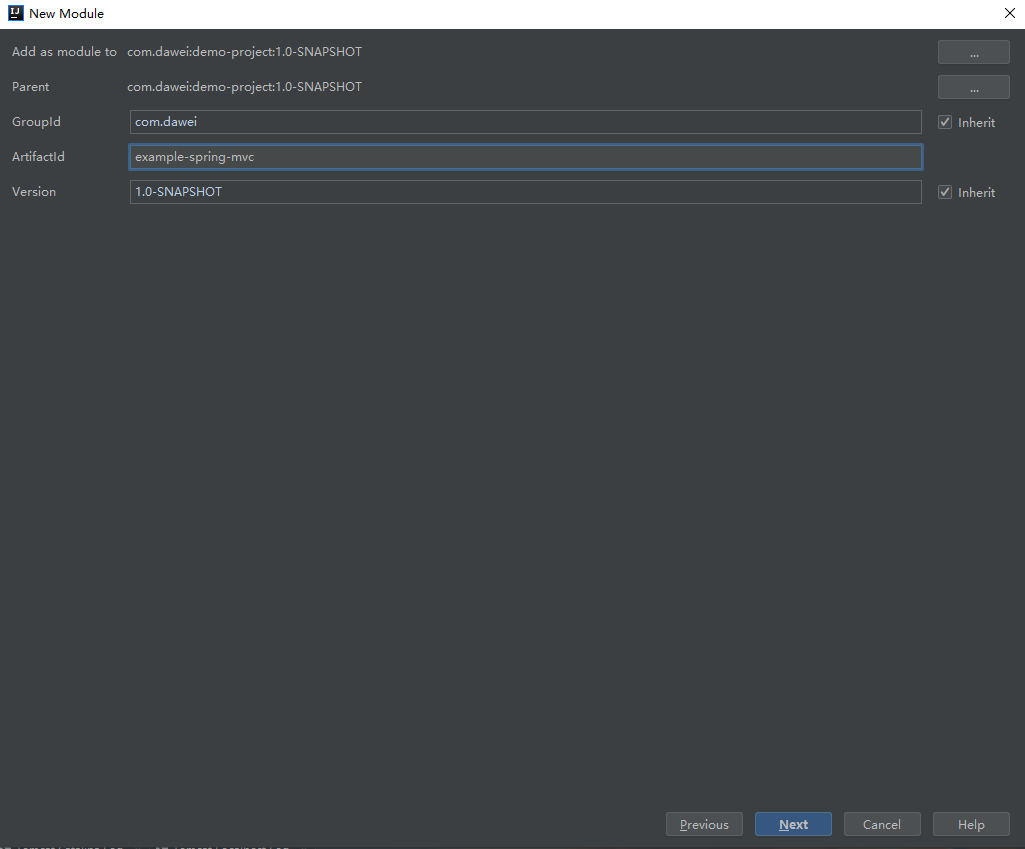 New Module
Add as module to com.dawei:demo-project:1.0-SNAPSHOT ...
Parent com.dawei:demo-project:1.0-SNAPSHOT ...
GroupId com.dawei Inherit
ArtifactId example-spring-mvc
Version 1.0-SNAPSHOT Inherit
Previous Next Cancel Help